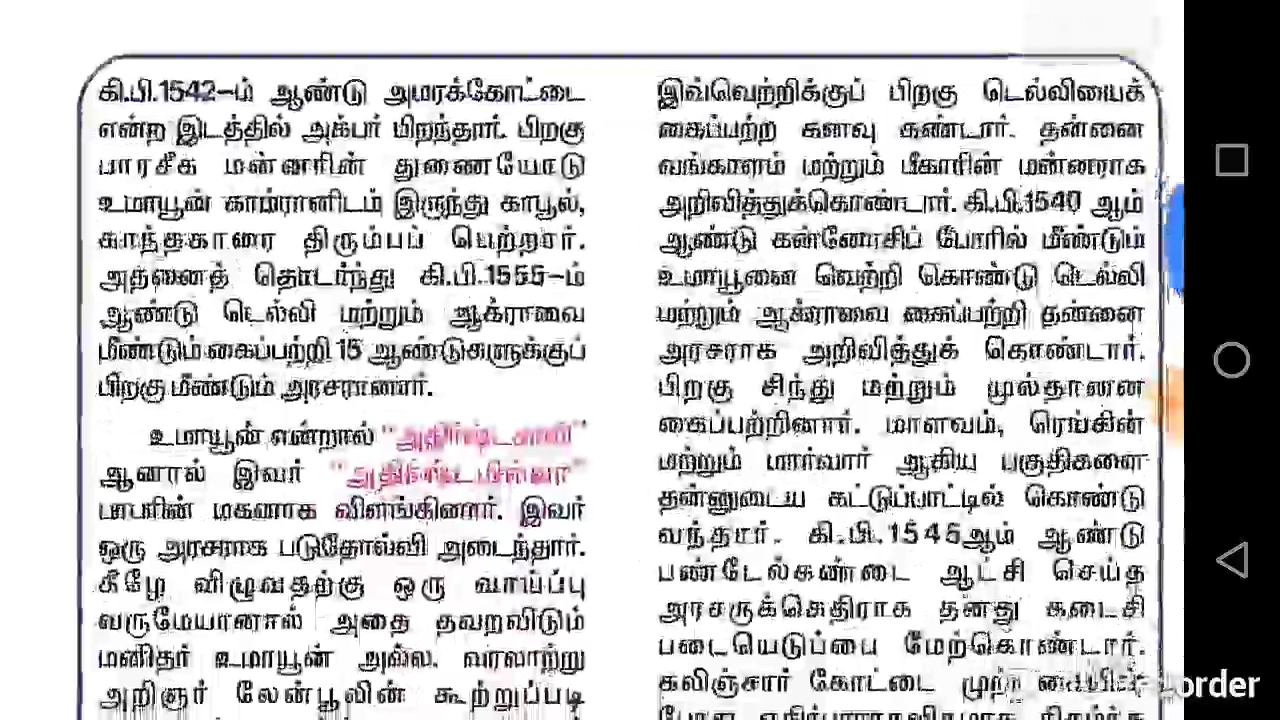 கி.பி.1542-ம் ஆண்டு அமரக்கோட்டை
என்ற இடத்தில் அக்பர் பிறந்தார். பிறகு
பாரசீக மன்னரின் துணையோடு
உமாயூன் காம்ரானிடம் இருந்து காபூல்,
காந்தகாரை திரும்பப் பெற்றார்.
அதனைத் தொடர்ந்து கி.பி.1555-ம்
ஆண்டு டெல்லி மற்றும் ஆக்ராவை
மீண்டும் கைப்பற்றி 15 ஆண்டுகளுக்குப்
பிறகு மீண்டும் அரசரானார்.
உமாயூன் என்றால் "அதிர்ஷ்டசாலி"
ஆனால் இவர் "அதிர்ஷ்டமில்லா"
பாபரின் மகனாக விளங்கினார். இவர்
ஒரு அரசராக படுதோல்வி அடைந்தார்.
கீழே விழுவதற்கு ஒரு வாய்ப்பு
வருமேயானால் அதை தவறவிடும்
மனிதர் உமாயூன் அல்ல. வரலாற்று
அறிஞர் லேன்பூலின் கூற்றுப்படி
இவ்வெற்றிக்குப் பிறகு டெல்லியைக்
கைப்பற்ற கனவு கண்டார். தன்னை
வங்காளம் மற்றும் பீகாரின் மன்னராக
அறிவித்துக்கொண்டார். கி.பி.1540 ஆம்
ஆண்டு கன்னோசிப் போரில் மீண்டும்
உமாயூனை வெற்றி கொண்டு டெல்லி
மற்றும் ஆக்ராவை கைப்பற்றி தன்னை
அரசராக அறிவித்துக் கொண்டார்.
பிறகு சிந்து மற்றும் முல்தானை
கைப்பற்றினார். மாளவம், ரெங்கின்
மற்றும் மார்வார் ஆகிய பகுதிகளை
தன்னுடைய கட்டுப்பாட்டில் கொண்டு
வந்தார். கி.பி.1545ஆம் ஆண்டு
பண்டேல்கண்டை ஆட்சி செய்த
அரசருக்கெதிராக தனது கடைசி
படையெடுப்பை மேற்கொண்டார்.
கலிஞ்சார் கோட்டை முற்றுகையின்
order